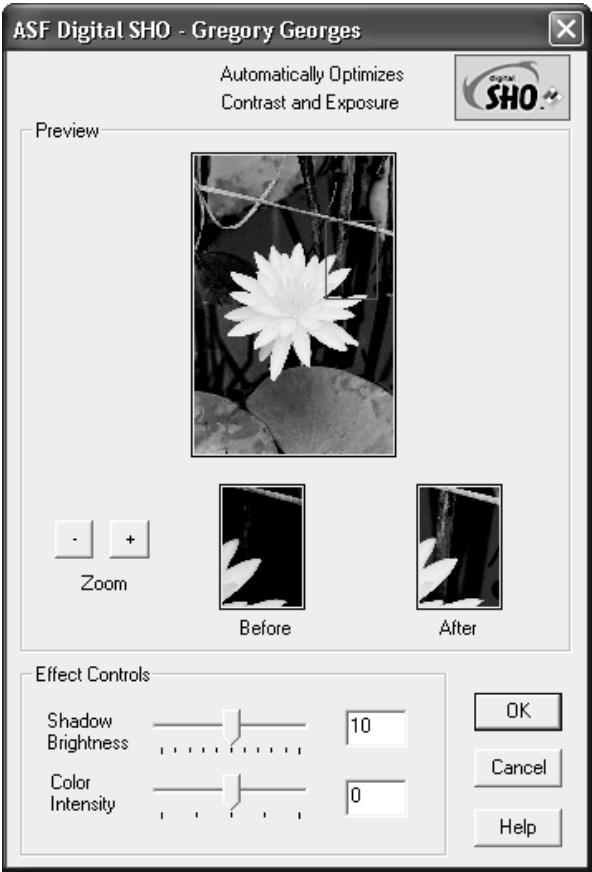 ASF Digital SHO - Gregory Georges
Automatically Optimizes
Contrast and Exposure
digital
SHO
Preview
- +
Zoom
Before
After
Effect Controls
Shadow
Brightness
10
Color
Intensity
0
OK
Cancel
Help